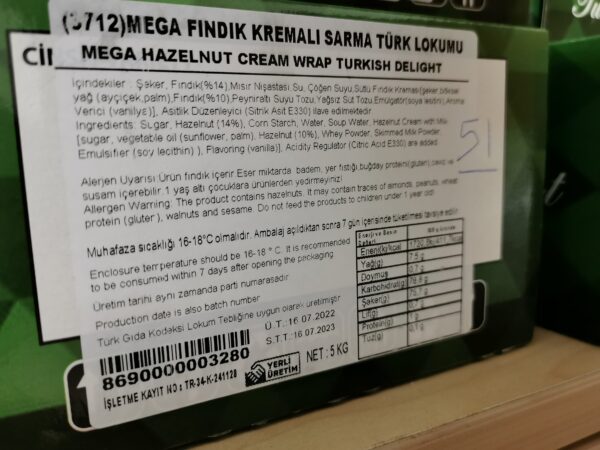 (3712)MEGA FINDIK KREMALI SARMA TÜRK LOKUMU
MEGA HAZELNUT CREAM WRAP TURKISH DELIGHT
İçindekiler : Şeker, Fındık(%14),Mısır Nişastası,Su, Çöğen Suyu,Sütlü Fındık Kreması(şeker,bitkisel
yağ (ayçiçek,palm),Fındık(%10),Peyniraltı Suyu Tozu,Yağsız Süt Tozu,Emülgatör(soya lesitini),Aroma
Verici (vanilya)], Asitlik Düzenleyici (Sitrik Asit E330) ilave edilmektedir.
Ingredients: Sugar, Hazelnut (14%), Corn Starch, Water, Soup Water, Hazelnut Cream with Milk
[sugar, vegetable oil (sunflower, palm), Hazelnut (10%), Whey Powder, Skimmed Milk Powder,
Emulsifier (soy lecithin) ), Flavoring (vanilla)]. Acidity Regulator (Citric Acid E330) are added
51
Alerjen Uyarısı:Ürün fındık içerir.Eser miktarda badem, yer fıstığı,buğday proteini(gluten),ceviz, ve
susam içerebilir.1 yaş altı çocuklara ürünlerden yedirmeyiniz!
Allergen Warning: The product contains hazelnuts, it may contain traces of almonds, peanuts, wheat
protein (gluten), walnuts and sesame. Do not feed the products to children under 1 year old!
Muhafaza sıcaklığı 16-18°C olmalıdır. Ambalaj açıldıktan sonra 7 gün içerisinde tüketilmesi tavsiye edilir.
Enclosure temperature should be 16-18 ° C. It is recommended
to be consumed within 7 days after opening the packaging
Üretim tarihi aynı zamanda parti numarasıdır.
Production date is also batch number
Türk Gıda Kodeksi Lokum Tebliğine uygun olarak üretilmiştir
Ü.T.: 16.07.2022
S.T.T.: 16.07.2023
8690000003280
İŞLETME KAYIT NO : TR-34-K-241128
YERLİ
ÜRETİM
NET : 5 KG
Enerji ve Besin
Değeri
Enerji(kj/kcal)
Yağ(g) 7,5 g
Doymuş 0,7 g
Karbohidrat(g)
Şeker(g)
Lif(g)
Protein(g)
Tuz(g)